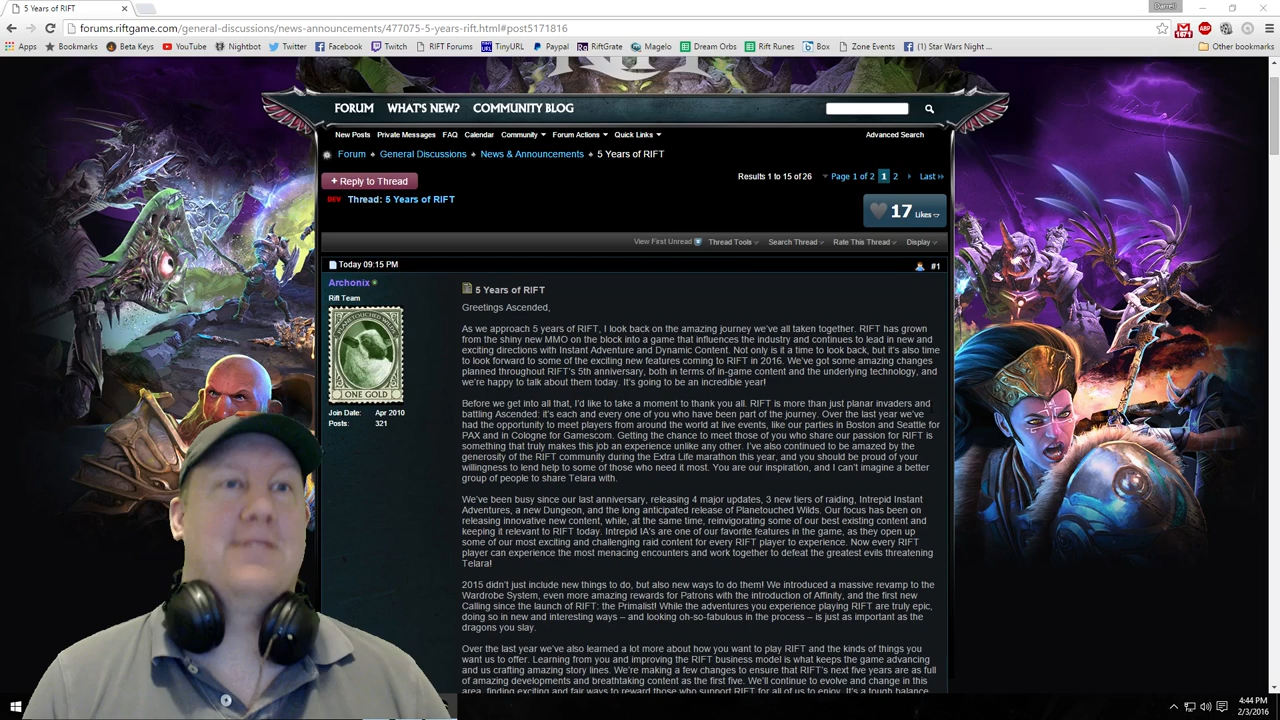 5 Years of RIFT
Darrell
forums.riftgame.com/general-discussions/news-announcements/477075-5-years-rift.html#post5171816
1671
ABP
Apps Bookmarks Beta Keys YouTube Nightbot Twitter Facebook Twitch RIFT Forums TinyURL Paypal RiftGrate Magelo Dream Orbs Rift Runes Box Zone Events (1) Star Wars Night ... Other bookmarks
FORUM WHAT'S NEW? COMMUNITY BLOG
New Posts Private Messages FAQ Calendar Community Forum Actions Quick Links Advanced Search
Forum General Discussions News & Announcements 5 Years of RIFT
+ Reply to Thread Results 1 to 15 of 26 Page 1 of 2 1 2 Last
DEV Thread: 5 Years of RIFT
17 Likes
View First Unread Thread Tools Search Thread Rate This Thread Display
Today 09:15 PM #1
Archonix
Rift Team
ONE GOLD
Join Date: Apr 2010
Posts: 321
5 Years of RIFT
Greetings Ascended,
As we approach 5 years of RIFT, I look back on the amazing journey we've all taken together. RIFT has grown
from the shiny new MMO on the block into a game that influences the industry and continues to lead in new and
exciting directions with Instant Adventure and Dynamic Content. Not only is it a time to look back, but it's also time
to look forward to some of the exciting new features coming to RIFT in 2016. We've got some amazing changes
planned throughout RIFT's 5th anniversary, both in terms of in-game content and the underlying technology, and
we're happy to talk about them today. It's going to be an incredible year!
Before we get into all that, I'd like to take a moment to thank you all. RIFT is more than just planar invaders and
battling Ascended: it's each and every one of you who have been part of the journey. Over the last year we've
had the opportunity to meet players from around the world at live events, like our parties in Boston and Seattle for
PAX and in Cologne for Gamescom. Getting the chance to meet those of you who share our passion for RIFT is
something that truly makes this job an experience unlike any other. I've also continued to be amazed by the
generosity of the RIFT community during the Extra Life marathon this year, and you should be proud of your
willingness to lend help to some of those who need it most. You are our inspiration, and I can't imagine a better
group of people to share Telara with.
We've been busy since our last anniversary, releasing 4 major updates, 3 new tiers of raiding, Intrepid Instant
Adventures, a new Dungeon, and the long anticipated release of Planetouched Wilds. Our focus has been on
releasing innovative new content, while, at the same time, reinvigorating some of our best existing content and
keeping it relevant to RIFT today. Intrepid IA's are one of our favorite features in the game, as they open up
some of our most exciting and challenging raid content for every RIFT player to experience. Now every RIFT
player can experience the most menacing encounters and work together to defeat the greatest evils threatening
Telara!
2015 didn't just include new things to do, but also new ways to do them! We introduced a massive revamp to the
Wardrobe System, even more amazing rewards for Patrons with the introduction of Affinity, and the first new
Calling since the launch of RIFT: the Primalist! While the adventures you experience playing RIFT are truly epic,
doing so in new and interesting ways – and looking oh-so-fabulous in the process – is just as important as the
dragons you slay.
Over the last year we've also learned a lot more about how you want to play RIFT and the kinds of things you
want us to offer. Learning from you and improving the RIFT business model is what keeps the game advancing
and us crafting amazing story lines. We're making a few changes to ensure that RIFT's next five years are as full
of amazing developments and breathtaking content as the first five. We'll continue to evolve and change in this
area, finding exciting and fair ways to reward those who support RIFT for all of us to enjoy. It's a tough balance
4:44 PM
2/3/2016